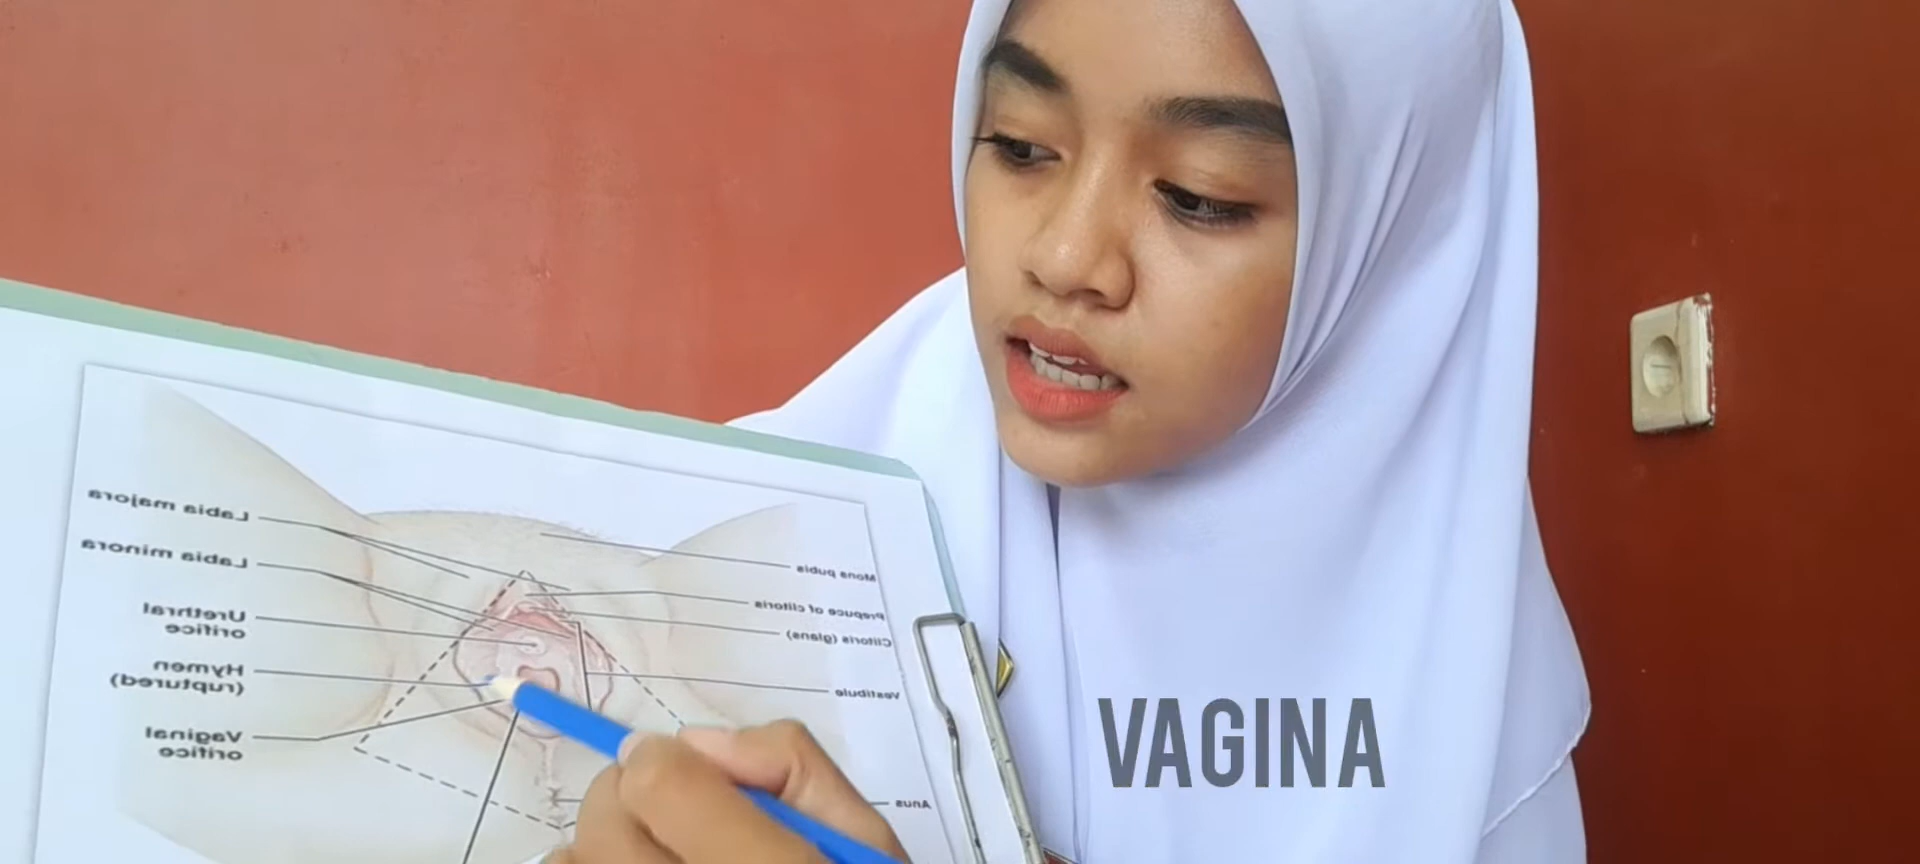 Labia majora
Labia minora
Urethral
orifice
Hymen
(ruptured)
Vaginal
orifice
Mons pubis
Prepuce of clitoris
Clitoris (glans)
Vestibule
Anus
VAGINA